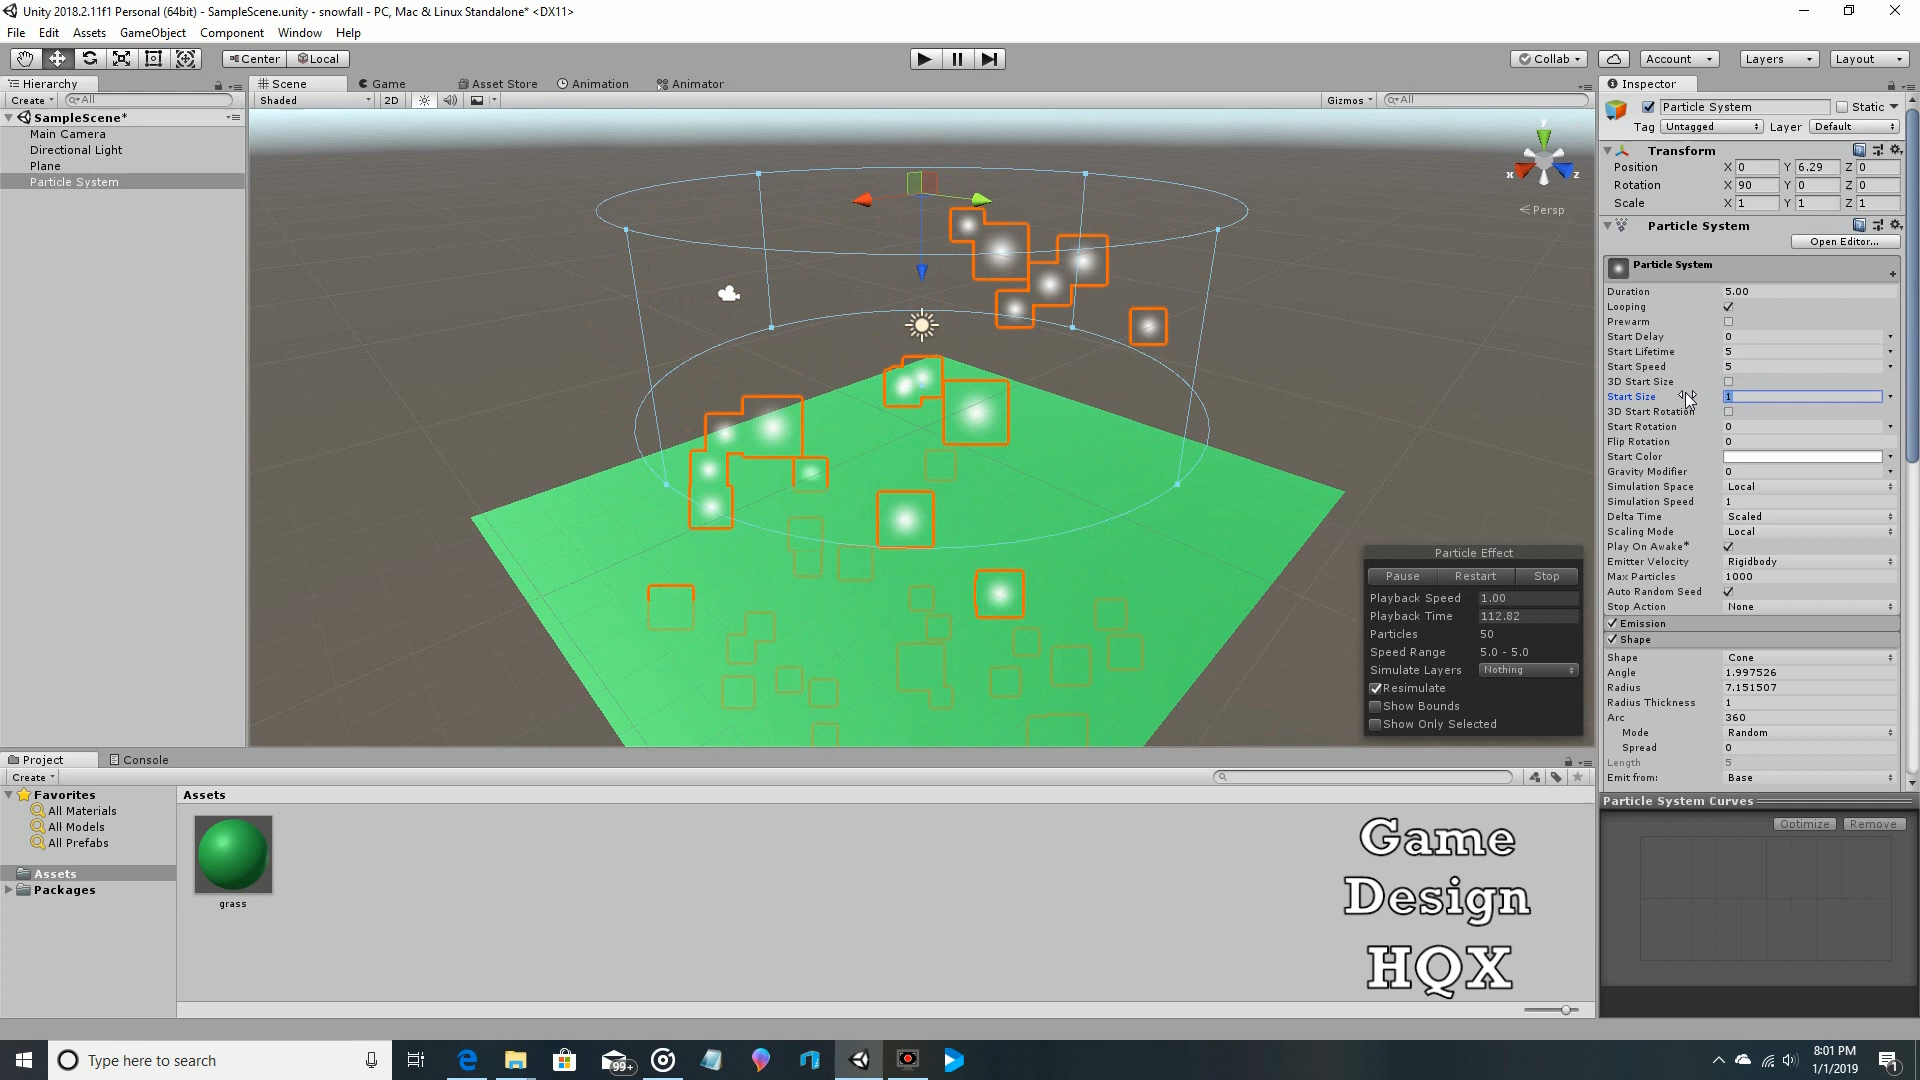 Unity 2018.2.11f1 Personal (64bit) - SampleScene.unity - snowfall - PC, Mac & Linux Standalone* <DX11>
File Edit Assets GameObject Component Window Help
Center Local Collab Account Layers Layout
Hierarchy
Create All
SampleScene*
Main Camera
Directional Light
Plane
Particle System
Scene Game Asset Store Animation Animator
Shaded 2D Gizmos All
y
x
z
Persp
Particle Effect
Pause Restart Stop
Playback Speed 1.00
Playback Time 112.82
Particles 50
Speed Range 5.0 - 5.0
Simulate Layers Nothing
Resimulate
Show Bounds
Show Only Selected
Inspector
Particle System Static
Tag Untagged Layer Default
Transform
Position X 0 Y 6.29 Z 0
Rotation X 90 Y 0 Z 0
Scale X 1 Y 1 Z 1
Particle System
Open Editor...
Particle System
Duration 5.00
Looping
Prewarm
Start Delay 0
Start Lifetime 5
Start Speed 5
3D Start Size
Start Size 1
3D Start Rotation
Start Rotation 0
Flip Rotation 0
Start Color
Gravity Modifier 0
Simulation Space Local
Simulation Speed 1
Delta Time Scaled
Scaling Mode Local
Play On Awake*
Emitter Velocity Rigidbody
Max Particles 1000
Auto Random Seed
Stop Action None
Emission
Shape
Shape Cone
Angle 1.997526
Radius 7.151507
Radius Thickness 1
Arc 360
Mode Random
Spread 0
Length 5
Emit from: Base
Particle System Curves
Optimize Remove
Project Console
Create
Favorites
All Materials
All Models
All Prefabs
Assets
Packages
Assets
grass
Game
Design
HQX
Type here to search
99+
8:01 PM
1/1/2019
1